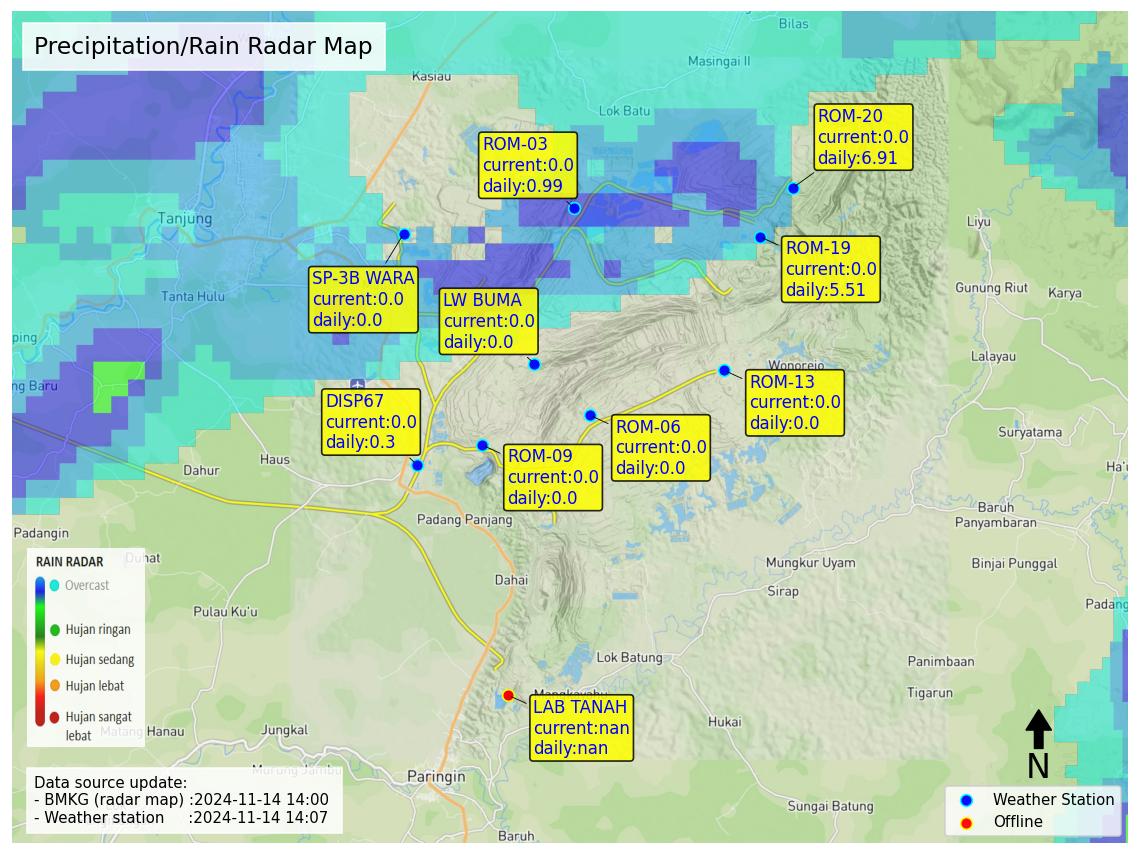 Precipitation/Rain Radar Map
Bilas
Masingai II
Kasiau
Lok Batu
ROM-20
current:0.0
daily:6.91
ROM-03
current:0.0
daily:0.99
Tanjung
Liyu
ROM-19
current:0.0
daily:5.51
SP-3B WARA
current:0.0
daily:0.0
Tanta Hulu
LW BUMA
current:0.0
daily:0.0
Gunung Riut
Karya
ping
Lalayau
Wonorejo
ng Baru
ROM-13
current:0.0
daily:0.0
DISP67
current:0.0
daily:0.3
ROM-06
current:0.0
daily:0.0
Suryatama
ROM-09
current:0.0
daily:0.0
Haus
Dahur
Ha'u
Baruh
Panyambaran
Padang Panjang
Padangin
Duhat
Mungkur Uyam
Binjai Punggal
Dahai
Sirap
Padang
Pulau Ku'u
RAIN RADAR
Overcast
Hujan ringan
Hujan sedang
Hujan lebat
Hujan sangat
lebat
Lok Batung
Panimbaan
Tigarun
Mangkayahu
LAB TANAH
current:nan
daily:nan
Hukai
Matang Hanau
Jungkal
Murung Jambu
Paringin
Data source update:
- BMKG (radar map) :2024-11-14 14:00
- Weather station :2024-11-14 14:07
N
Sungai Batung
Baruh
Weather Station
Offline